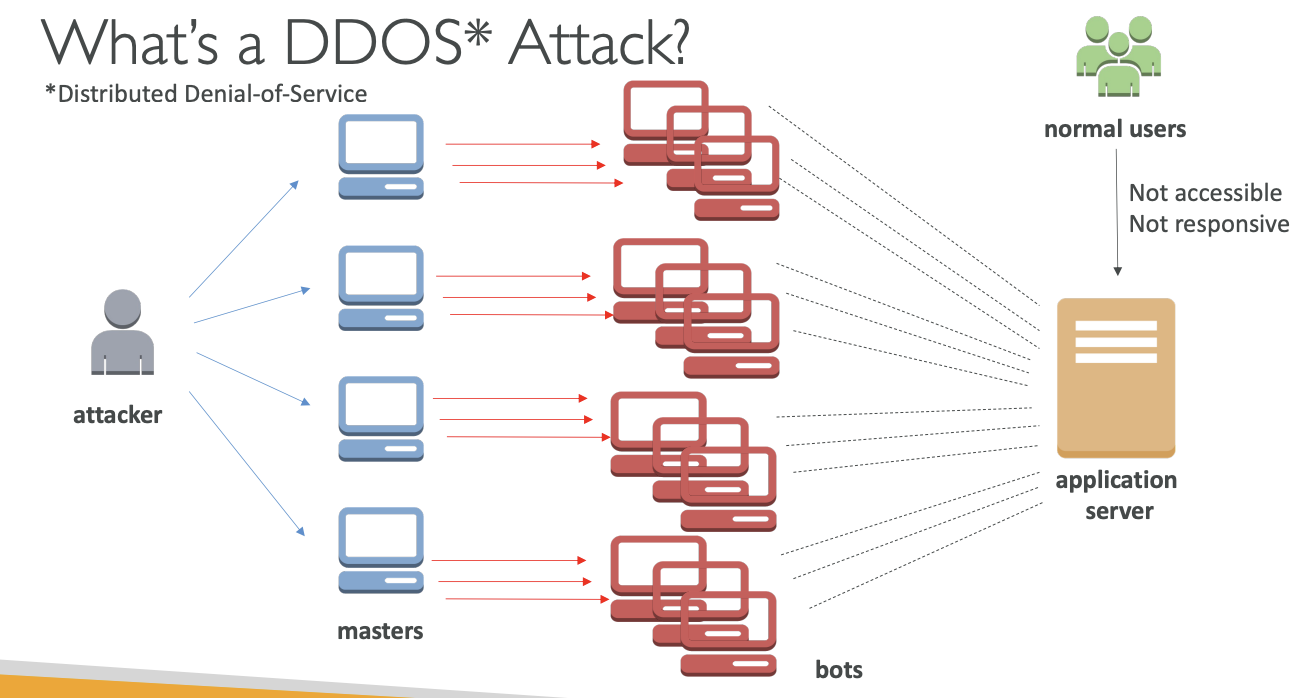 What's a DDOS* Attack?
*Distributed Denial-of-Service
normal users
Not accessible
Not responsive
attacker
application
server
masters
bots